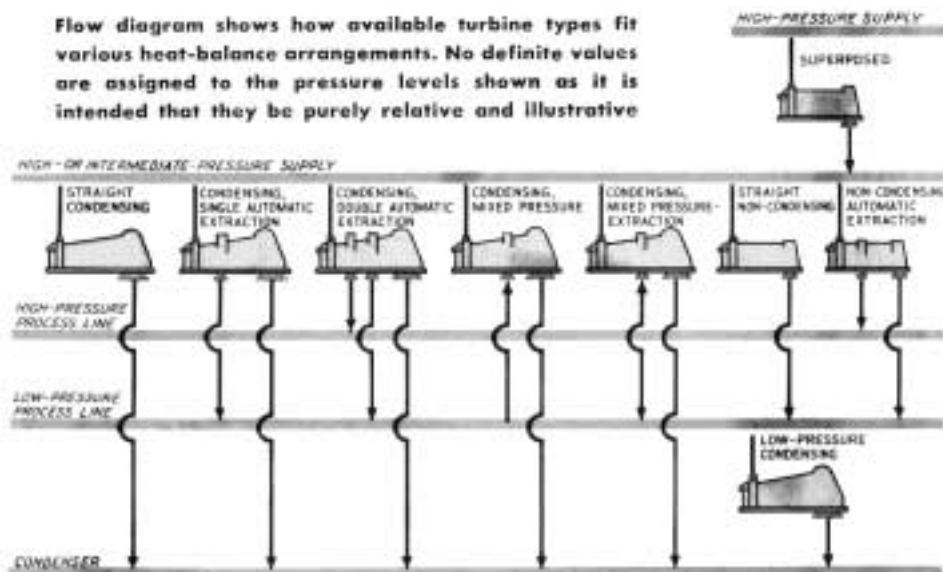 Flow diagram shows how available turbine types fit
various heat-balance arrangements. No definite values
are assigned to the pressure levels shown as it is
intended that they be purely relative and illustrative
HIGH-PRESSURE SUPPLY
SUPERPOSED
HIGH-OR INTERMEDIATE-PRESSURE SUPPLY
STRAIGHT
CONDENSING
CONDENSING,
SINGLE AUTOMATIC
EXTRACTION
CONDENSING,
DOUBLE AUTOMATIC
EXTRACTION
CONDENSING,
MIXED PRESSURE
CONDENSING,
MIXED PRESSURE-
EXTRACTION
STRAIGHT
NON-CONDENSING
NON-CONDENSING
AUTOMATIC
EXTRACTION
HIGH-PRESSURE
PROCESS LINE
LOW-PRESSURE
PROCESS LINE
LOW-PRESSURE
CONDENSING
CONDENSER